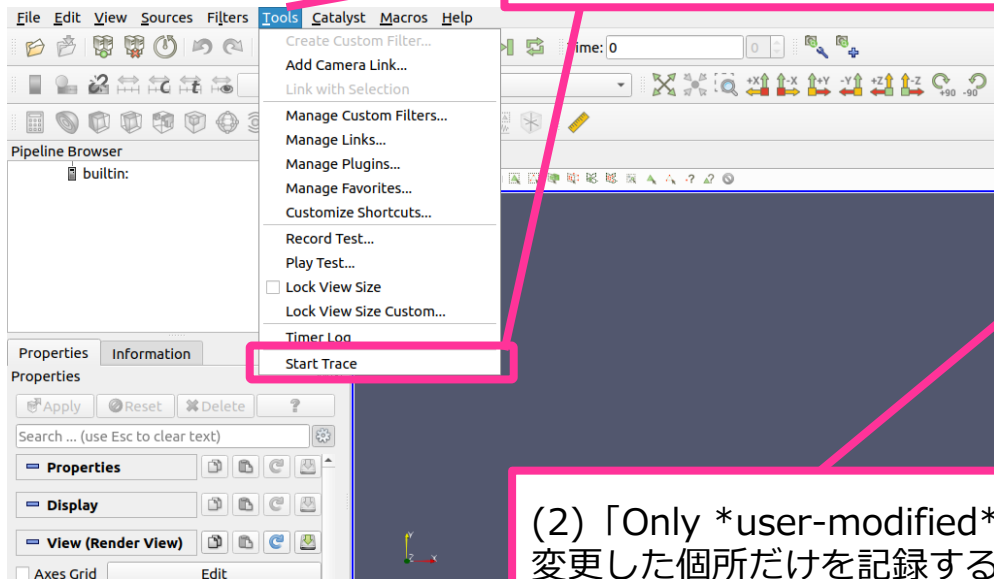 File Edit View Sources Filters Tools Catalyst Macros Help
Create Custom Filter...
Add Camera Link...
Link with Selection
Manage Custom Filters...
Manage Links...
Manage Plugins...
Manage Favorites...
Customize Shortcuts...
Record Test...
Play Test...
Lock View Size
Lock View Size Custom...
Timer Log
Start Trace
Time: 0
0
+X -X +Y -Y +Z -Z +90 -90
Pipeline Browser
builtin:
Properties Information
Properties
Apply Reset Delete ?
Search ... (use Esc to clear text)
Properties
Display
View (Render View)
Axes Grid Edit
Y
Z X
(2)「Only *user-modified*
変更した個所だけを記録する